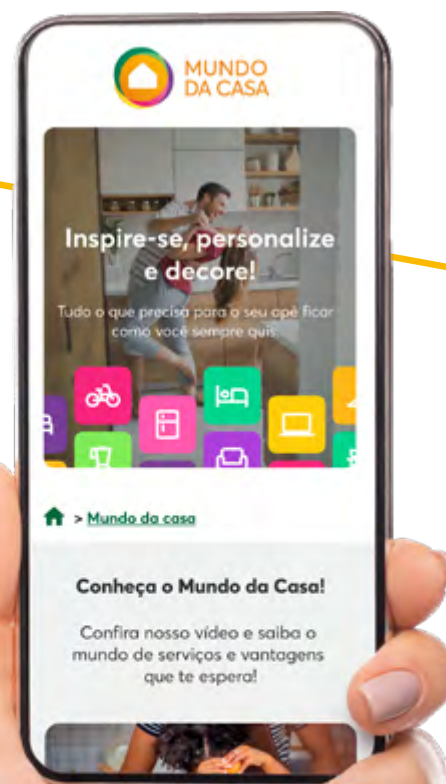 MUNDO
DA CASA
Inspire-se, personalize
e decore!
Tudo o que precisa para o seu apê ficar
como você sempre quis.
> Mundo da casa
Conheça o Mundo da Casa!
Confira nosso vídeo e saiba o
mundo de serviços e vantagens
que te espera!